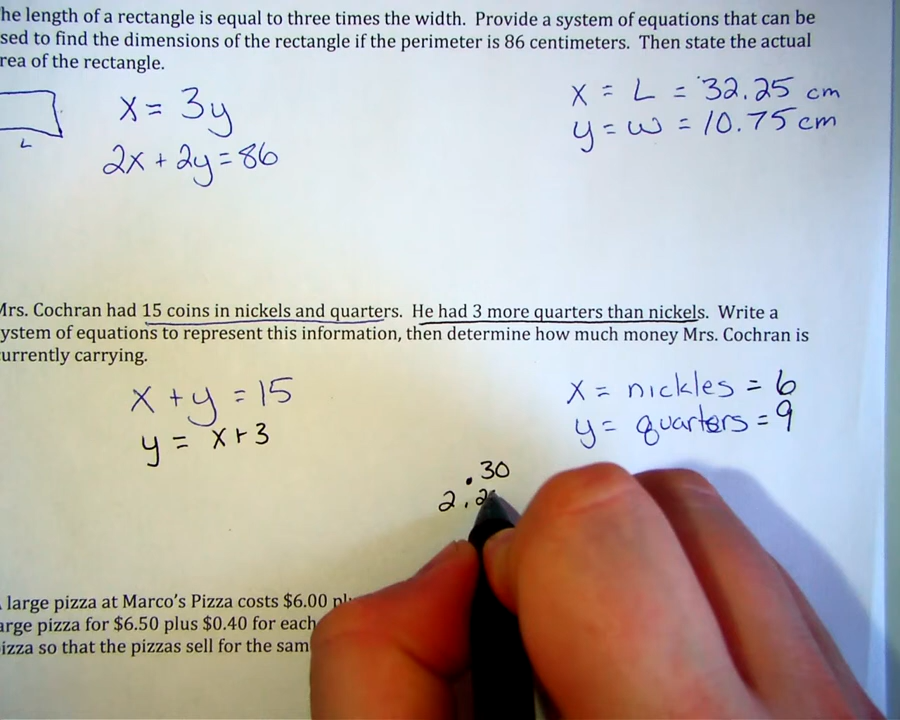 he length of a rectangle is equal to three times the width. Provide a system of equations that can be
sed to find the dimensions of the rectangle if the perimeter is 86 centimeters. Then state the actual
rea of the rectangle.
x = 3y
2x + 2y = 86
L
x = L = 32.25 cm
y = w = 10.75 cm
Mrs. Cochran had 15 coins in nickels and quarters. He had 3 more quarters than nickels. Write a
ystem of equations to represent this information, then determine how much money Mrs. Cochran is
urrently carrying.
x + y = 15
y = x + 3
x = nickles = 6
y = quarters = 9
.30
2.2
large pizza at Marco's Pizza costs $6.00 pl
arge pizza for $6.50 plus $0.40 for each
izza so that the pizzas sell for the sam